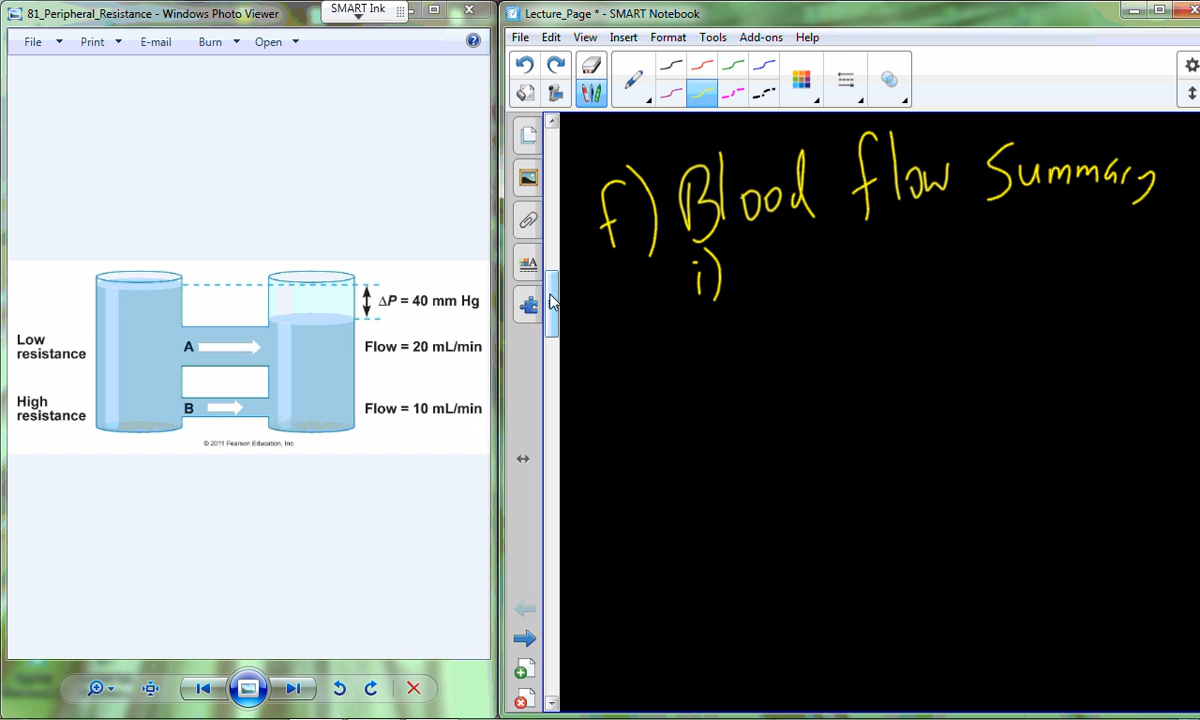 81_Peripheral_Resistance - Windows Photo Viewer
SMART Ink
File Print E-mail Burn Open
Low resistance
High resistance
A
B
ΔP = 40 mm Hg
Flow = 20 mL/min
Flow = 10 mL/min
© 2011 Pearson Education, Inc.
Lecture_Page * - SMART Notebook
File Edit View Insert Format Tools Add-ons Help
f) Blood flow Summary
i)